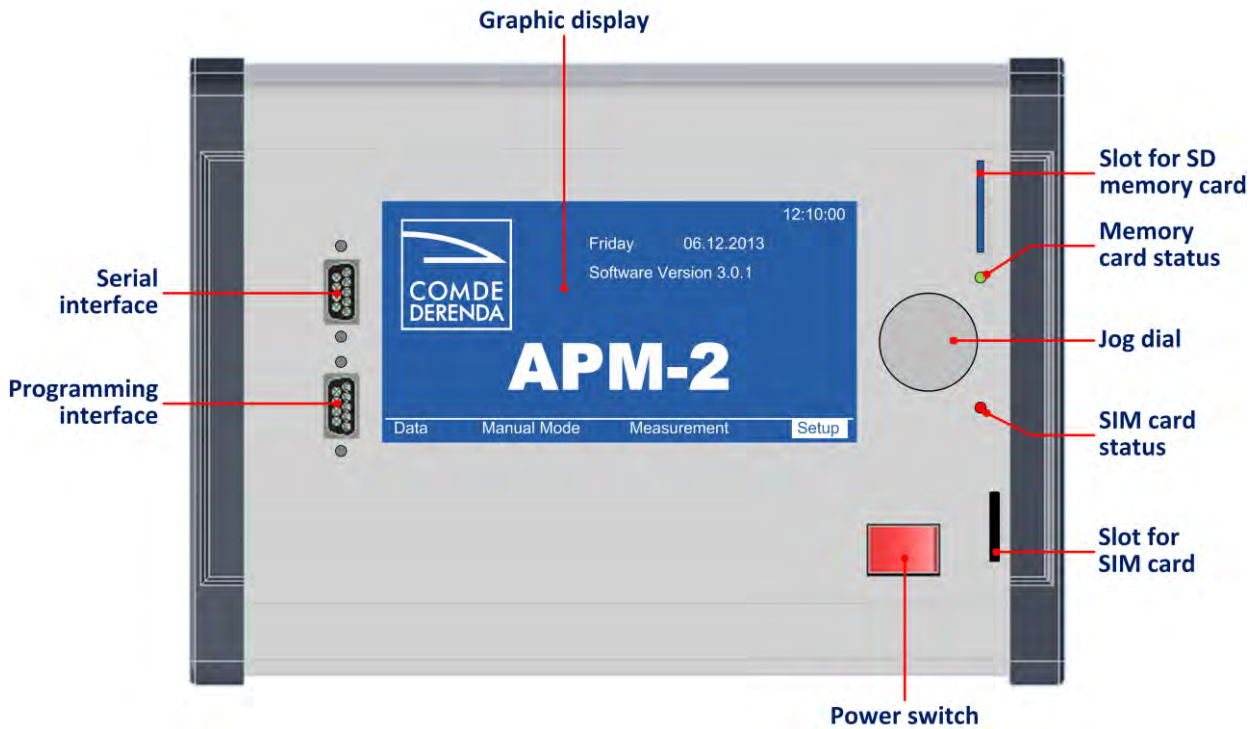 Graphic display
Slot for SD
memory card
Memory
card status
Jog dial
SIM card
status
Slot for
SIM card
Power switch
Serial
interface
Programming
interface
12:10:00
Friday 06.12.2013
Software Version 3.0.1
COMDE
DERENDA
APM-2
Data Manual Mode Measurement Setup